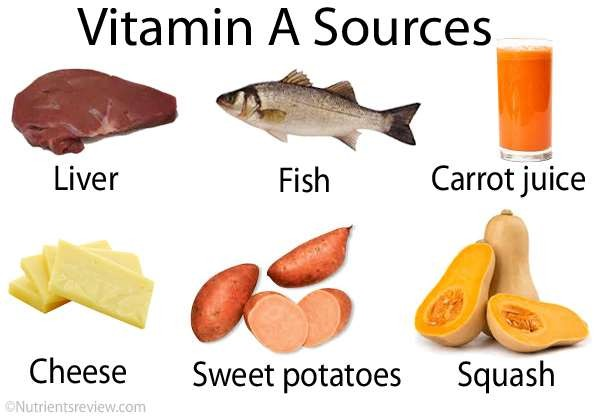 Vitamin A Sources
Liver
Fish
Carrot juice
Cheese
Sweet potatoes
Squash
©Nutrientsreview.com